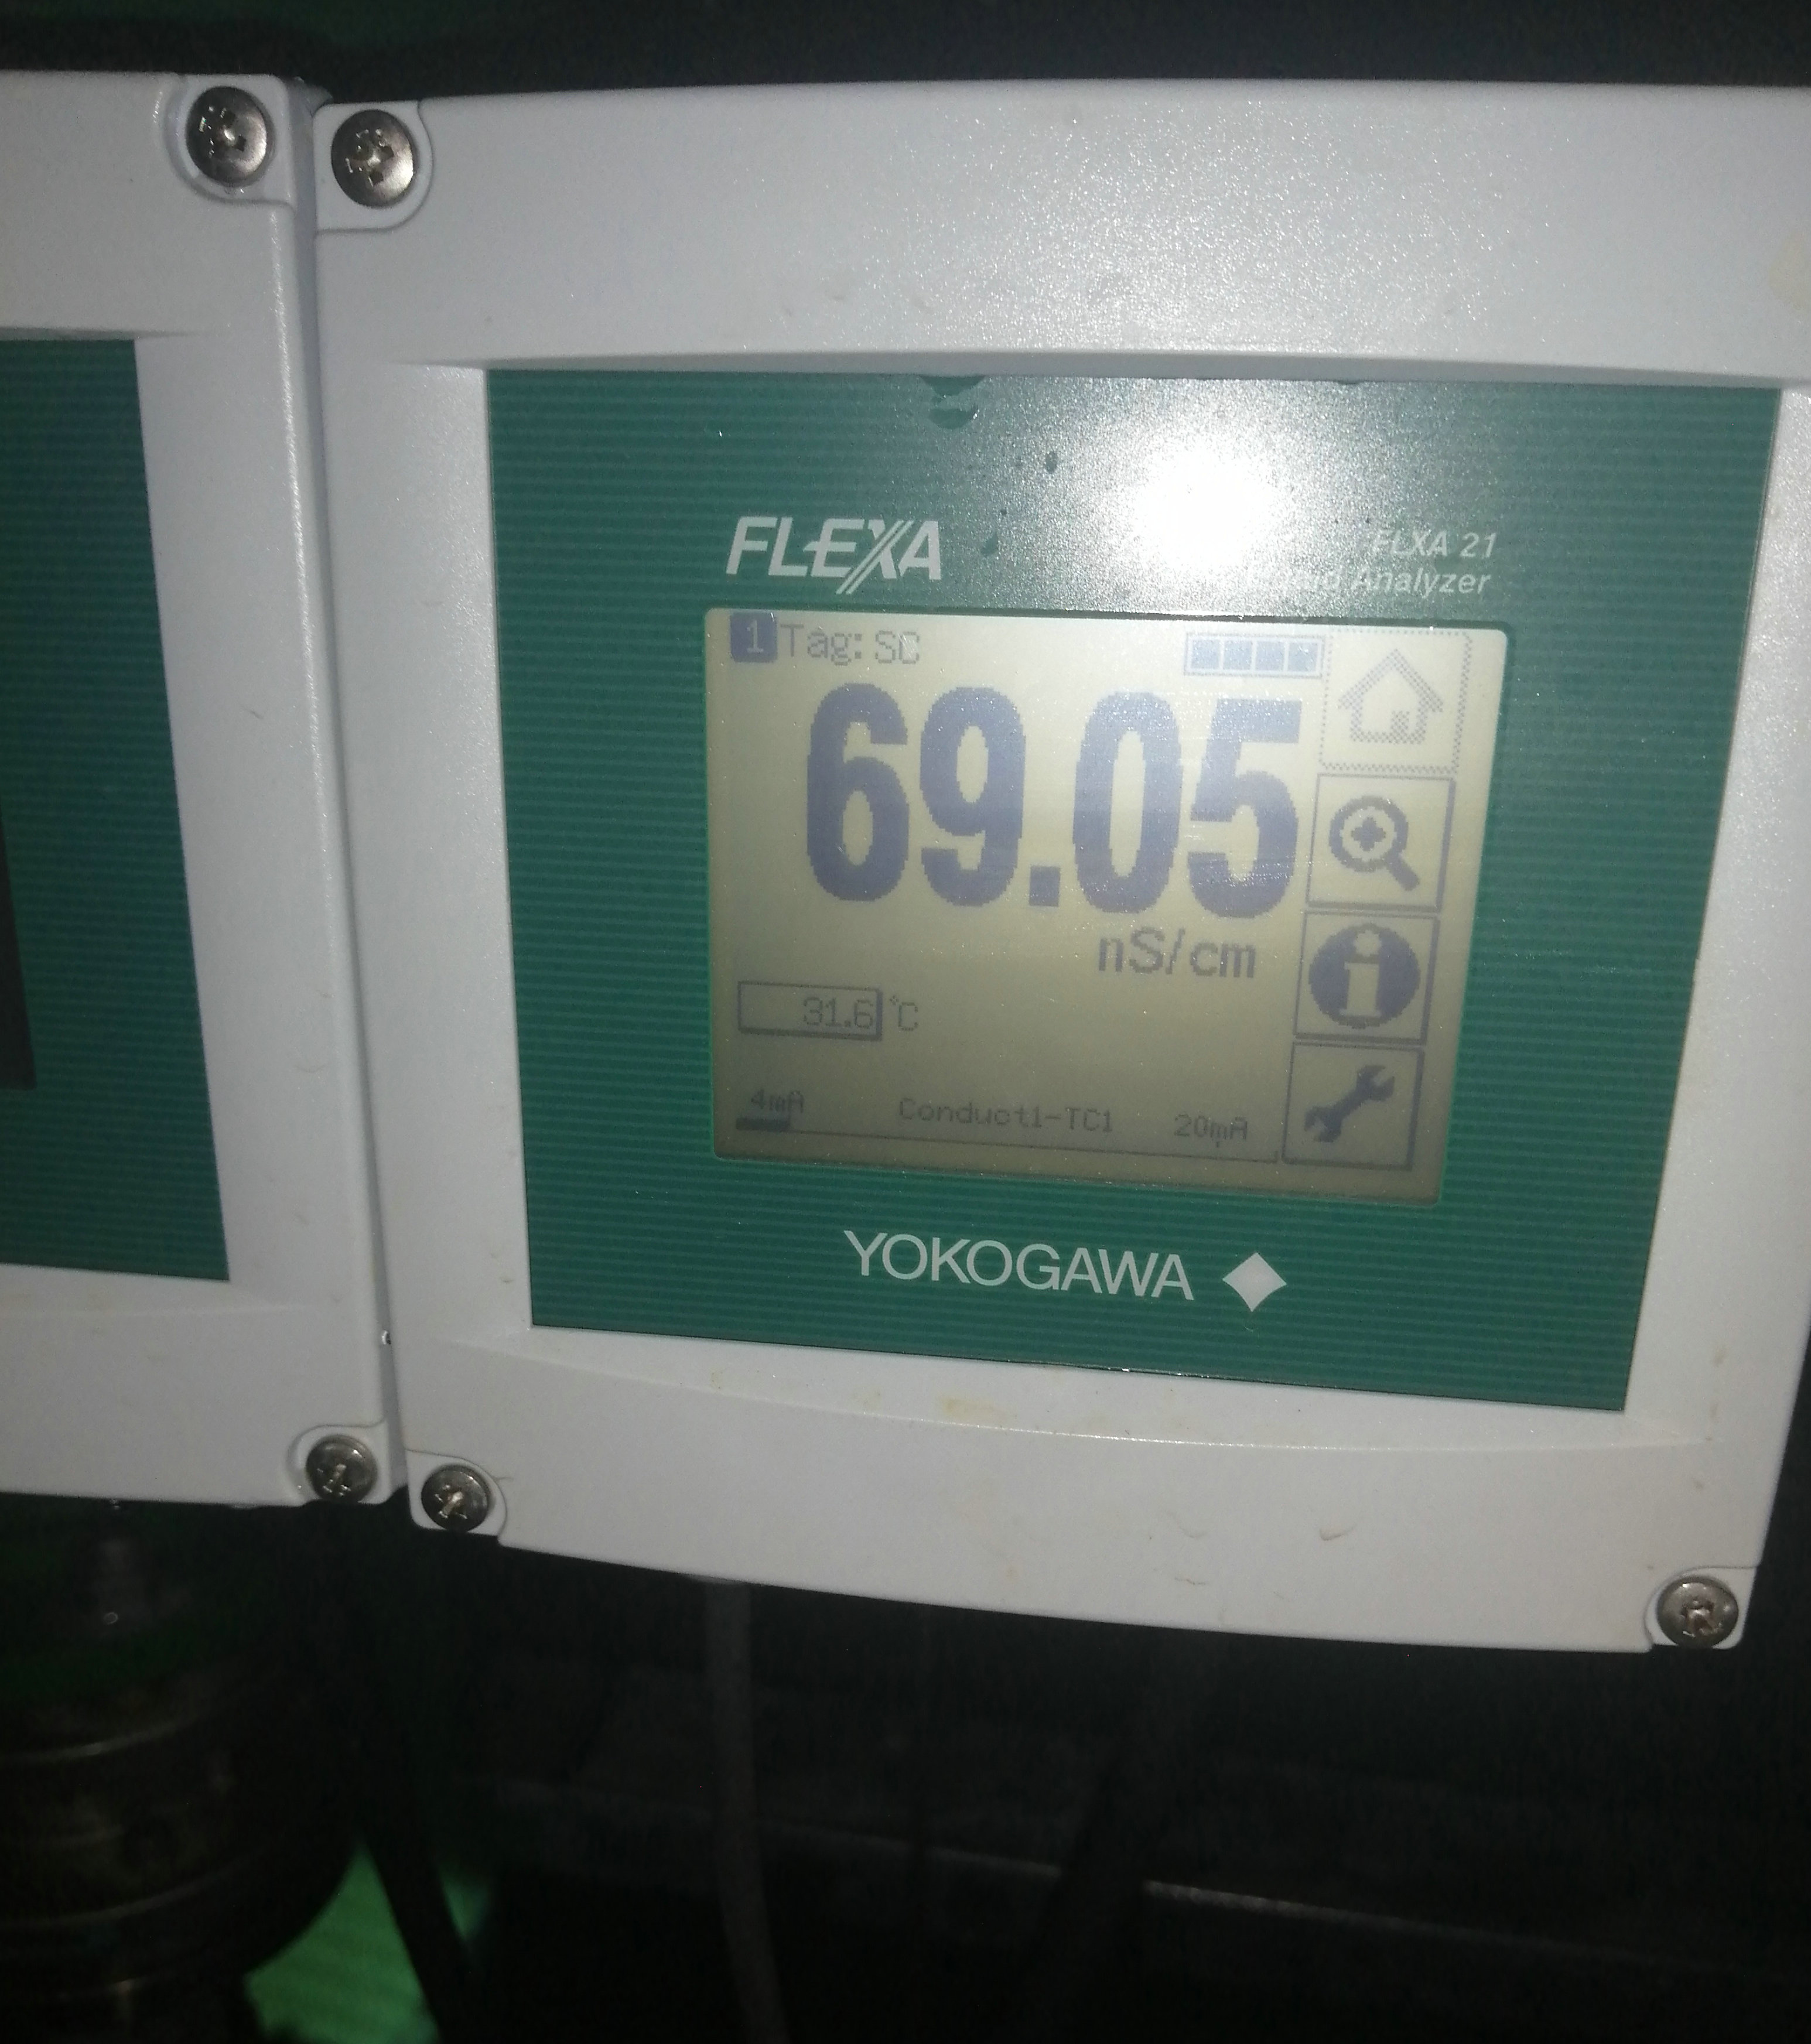 FLEXA
FLXA 21
Analyzer
1 Tag: SC
69.05
nS/cm
31.6 °C
4mA Conduct1-TC1 20mA
YOKOGAWA